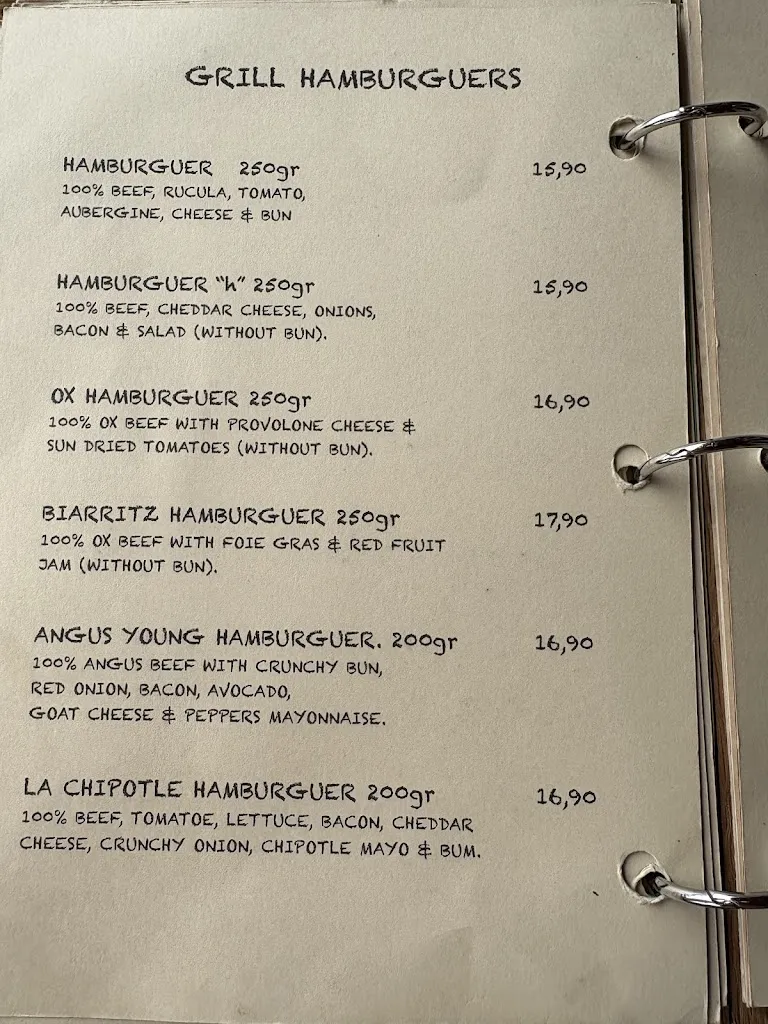 GRILL HAMBURGUERS
HAMBURGUER 250gr 15,90
100% BEEF, RUCULA, TOMATO,
AUBERGINE, CHEESE & BUN
HAMBURGUER "h" 250gr 15,90
100% BEEF, CHEDDAR CHEESE, ONIONS,
BACON & SALAD (WITHOUT BUN).
OX HAMBURGUER 250gr 16,90
100% OX BEEF WITH PROVOLONE CHEESE &
SUN DRIED TOMATOES (WITHOUT BUN).
BIARRITZ HAMBURGUER 250gr 17,90
100% OX BEEF WITH FOIE GRAS & RED FRUIT
JAM (WITHOUT BUN).
ANGUS YOUNG HAMBURGUER. 200gr 16,90
100% ANGUS BEEF WITH CRUNCHY BUN,
RED ONION, BACON, AVOCADO,
GOAT CHEESE & PEPPERS MAYONNAISE.
LA CHIPOTLE HAMBURGUER 200gr 16,90
100% BEEF, TOMATOE, LETTUCE, BACON, CHEDDAR
CHEESE, CRUNCHY ONION, CHIPOTLE MAYO & BUM.